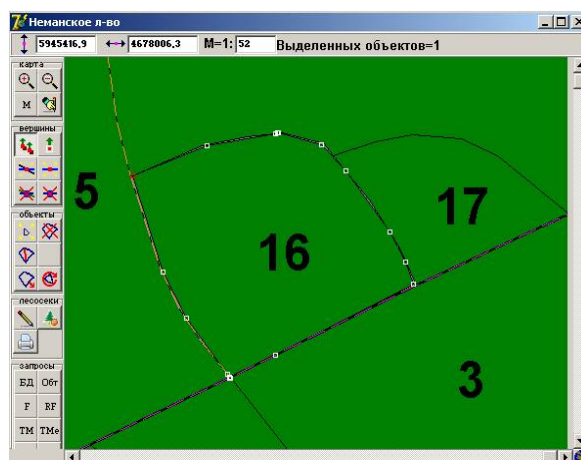 Неманское л-во
5945416,9 4678006,3 М=1: 52 Выделенных объектов=1
карта
М
вершины
объекты
лесосеки
запросы
БД Обт
F RF
ТМ ТМе
5
16
17
3